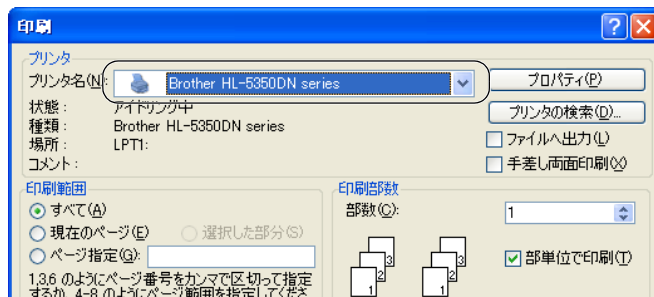 印刷
プリンタ
プリンタ名(N): Brother HL-5350DN series プロパティ(P)
状態： アイドリング中 プリンタの検索(D)...
種類： Brother HL-5350DN series
場所： LPT1: ファイルへ出力(L)
コメント： 手差し両面印刷(X)
印刷範囲 印刷部数
すべて(A) 部数(C): 1
現在のページ(E) 選択した部分(S)
ページ指定(G): 部単位で印刷(T)
1,3,6 のようにページ番号をカンマで区切って指定
するか、4-8 のようにページ範囲を指定してくださ
3 3
2 2
1 1